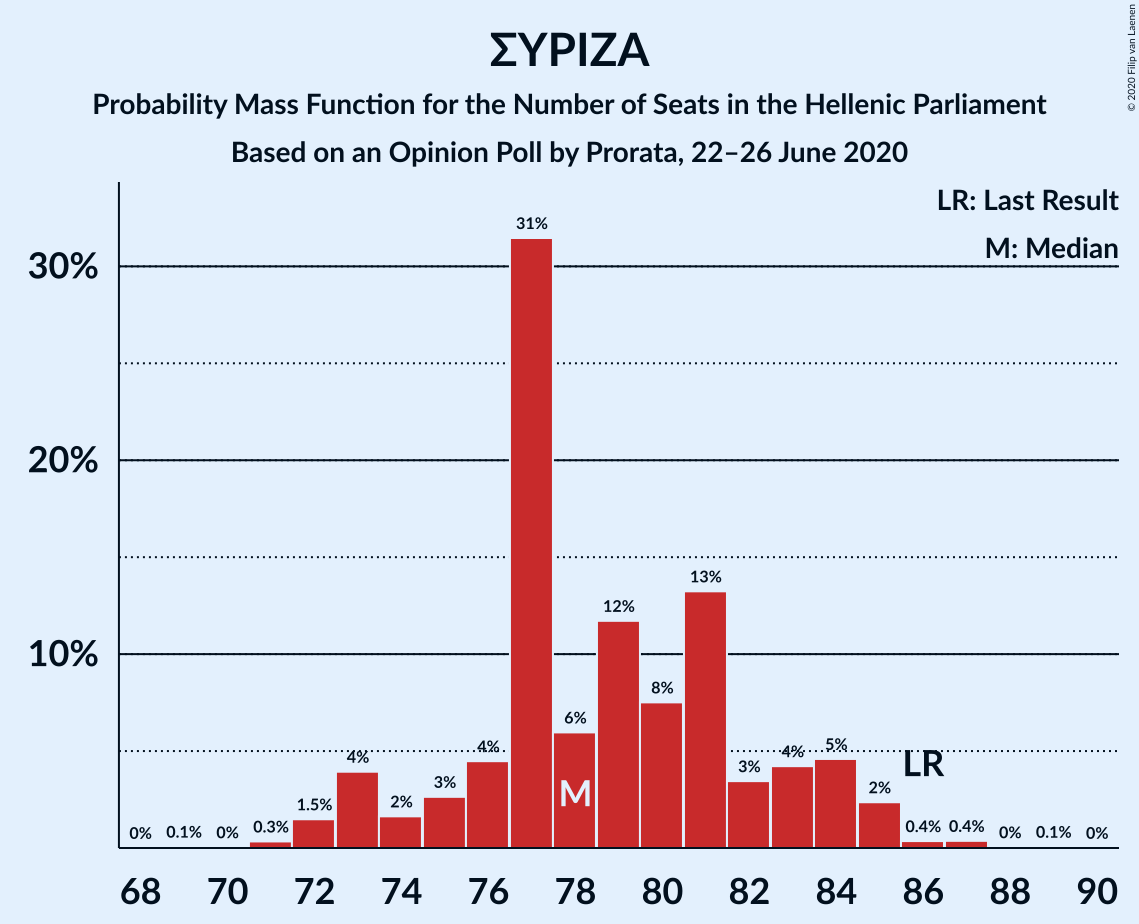 ΣΥΡΙΖΑ
Probability Mass Function for the Number of Seats in the Hellenic Parliament
Based on an Opinion Poll by Prorata, 22–26 June 2020
© 2020 Filip van Laenen
LR: Last Result
M: Median
30%
20%
10%
0% 0.1% 0% 0.3% 1.5% 4% 2% 3% 4% 31% 6% 12% 8% 13% 3% 4% 5% 2% 0.4% 0.4% 0% 0.1% 0%
M
LR
68 70 72 74 76 78 80 82 84 86 88 90